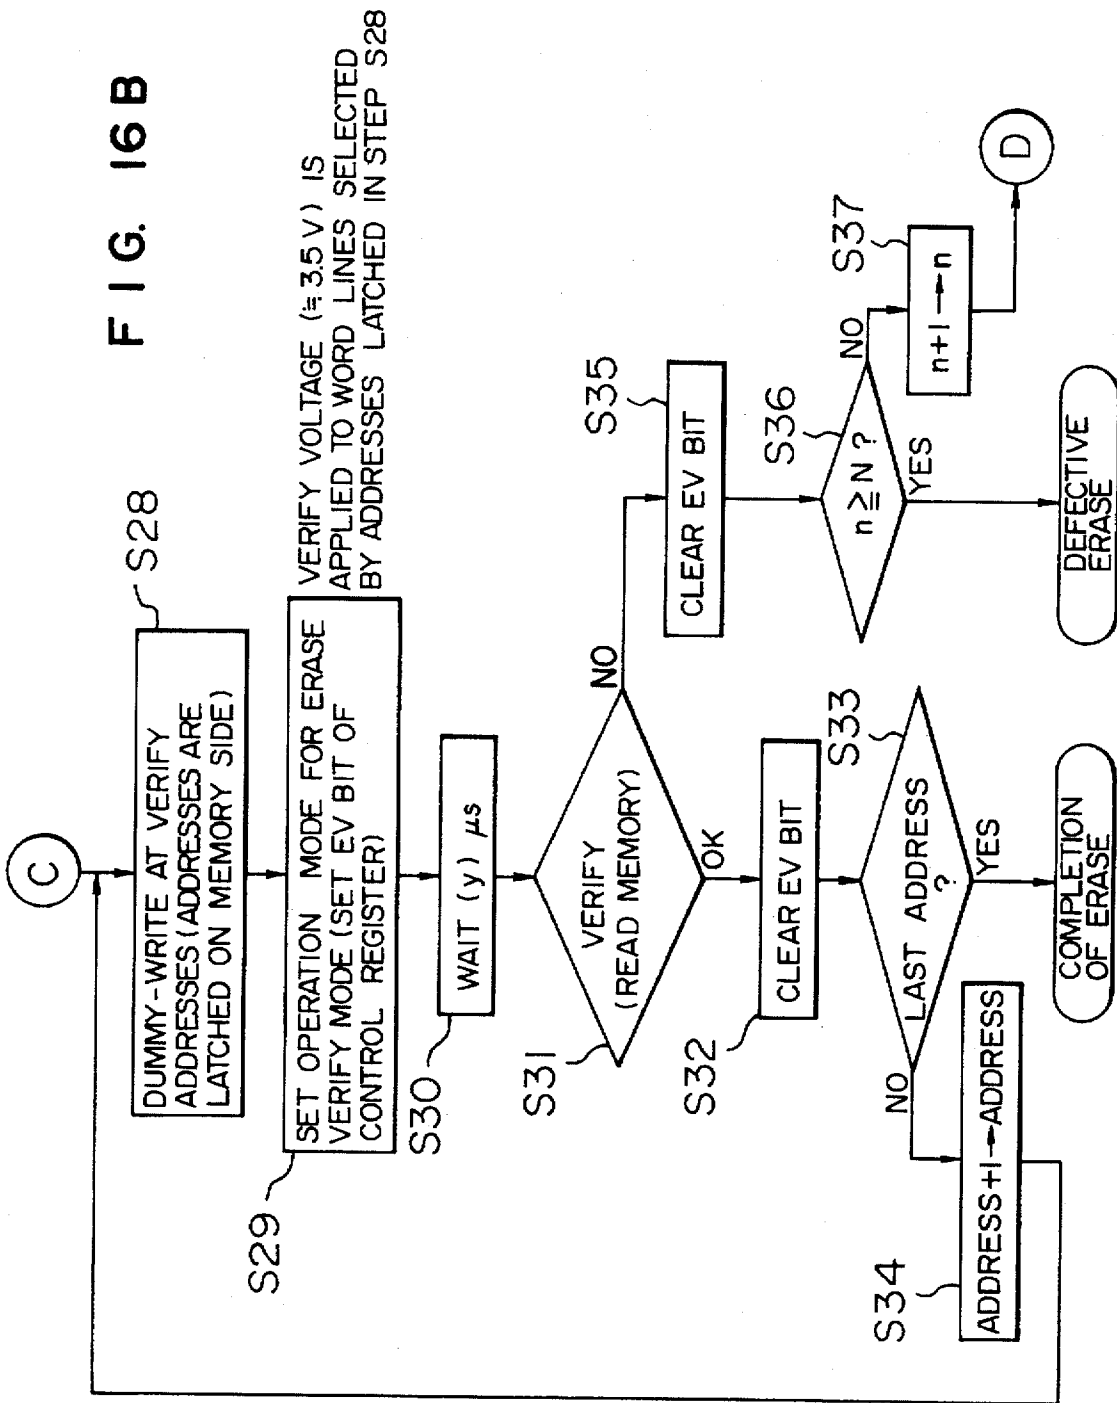 FIG. 16B
C
DUMMY-WRITE AT VERIFY
ADDRESSES (ADDRESSES ARE
LATCHED ON MEMORY SIDE)
S28
SET OPERATION MODE FOR ERASE
VERIFY MODE (SET EV BIT OF
CONTROL REGISTER)
S29
VERIFY VOLTAGE (≒3.5V) IS
APPLIED TO WORD LINES SELECTED
BY ADDRESSES LATCHED IN STEP S28
S30
WAIT (y) µs
S31
VERIFY
(READ MEMORY)
NO
OK
S32
CLEAR EV BIT
S33
LAST ADDRESS
?
NO
YES
S34
ADDRESS+1→ADDRESS
COMPLETION
OF ERASE
S35
CLEAR EV BIT
S36
n≧N ?
NO
YES
S37
n+1→n
D
DEFECTIVE
ERASE